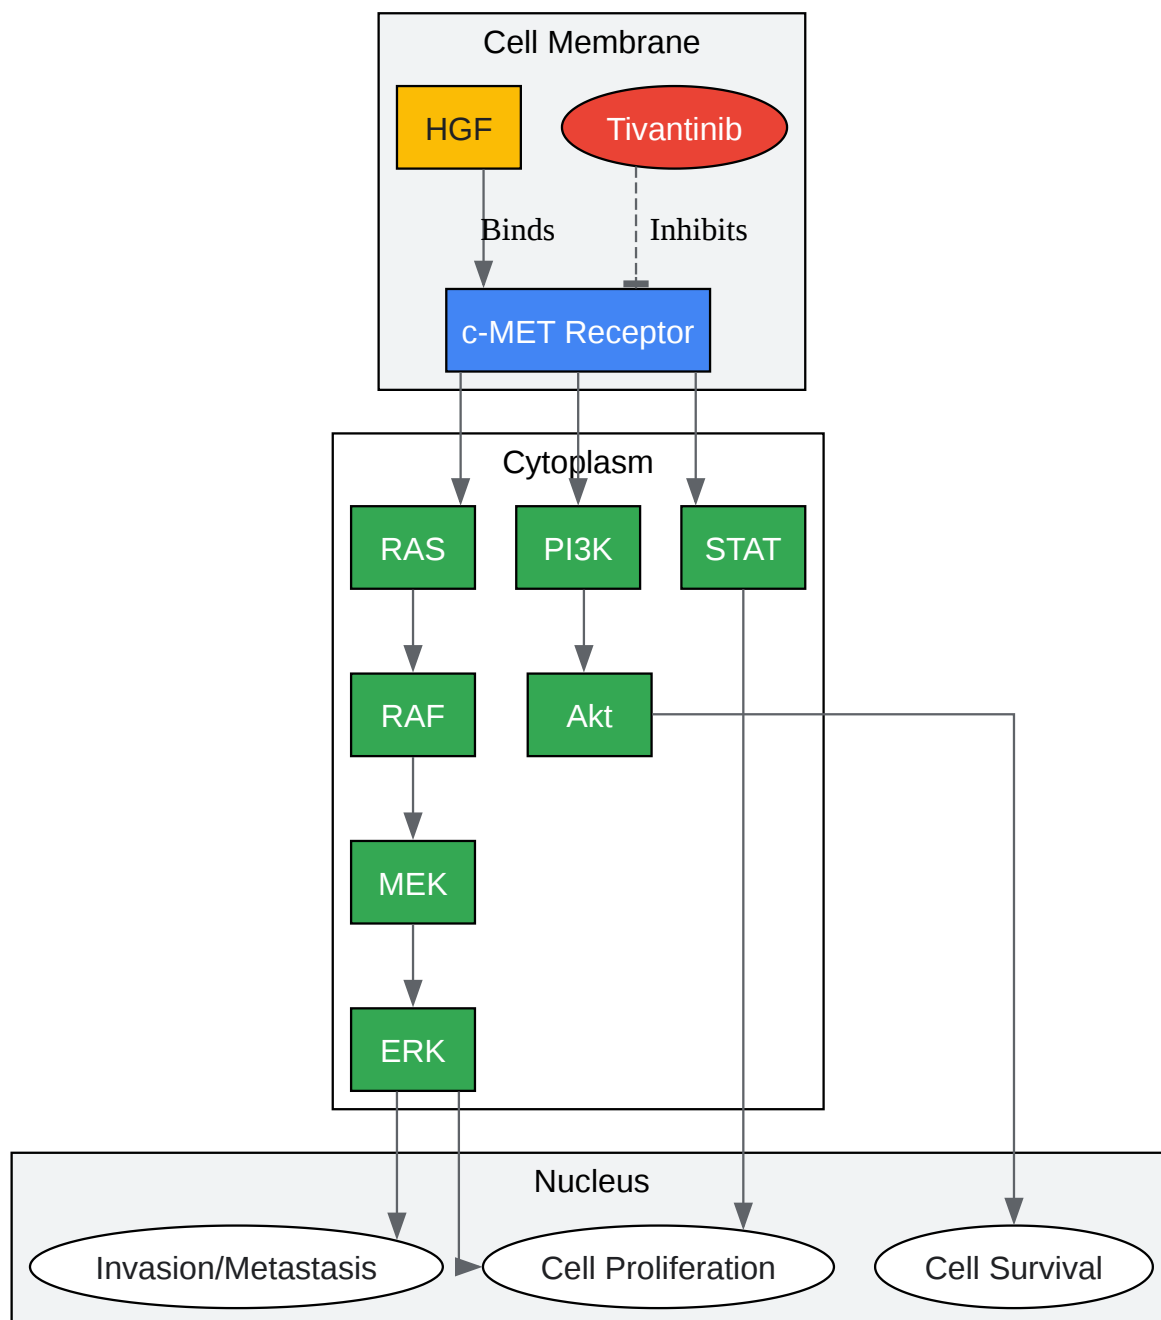 Cell Membrane
HGF
Tivantinib
Binds
Inhibits
c-MET Receptor
Cytoplasm
RAS
PI3K
STAT
RAF
Akt
MEK
ERK
Nucleus
Invasion/Metastasis
Cell Proliferation
Cell Survival